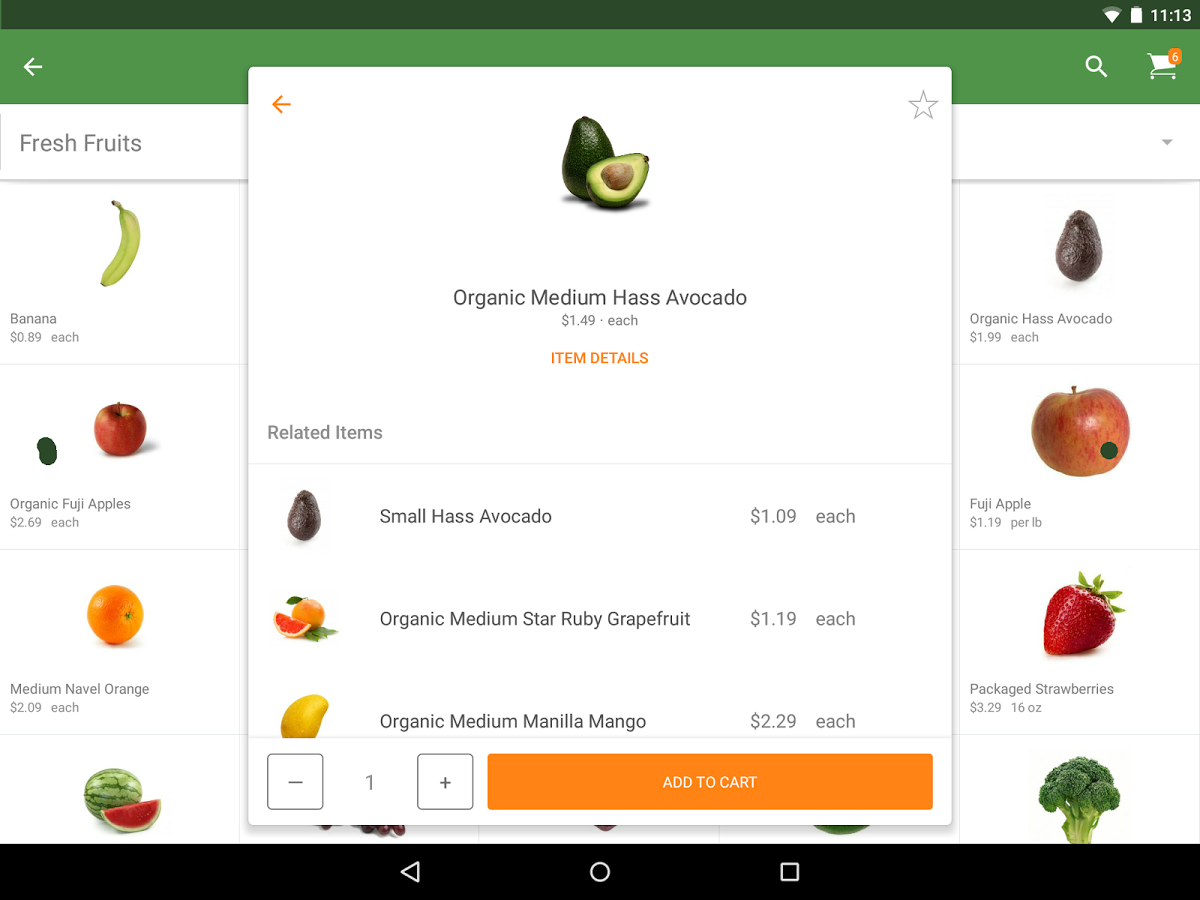 11:13
6
Fresh Fruits
Organic Medium Hass Avocado
$1.49 · each
ITEM DETAILS
Related Items
Small Hass Avocado $1.09 each
Organic Medium Star Ruby Grapefruit $1.19 each
Organic Medium Manilla Mango $2.29 each
− 1 + ADD TO CART
Banana
$0.89 each
Organic Hass Avocado
$1.99 each
Organic Fuji Apples
$2.69 each
Fuji Apple
$1.19 per lb
Medium Navel Orange
$2.09 each
Packaged Strawberries
$3.29 16 oz